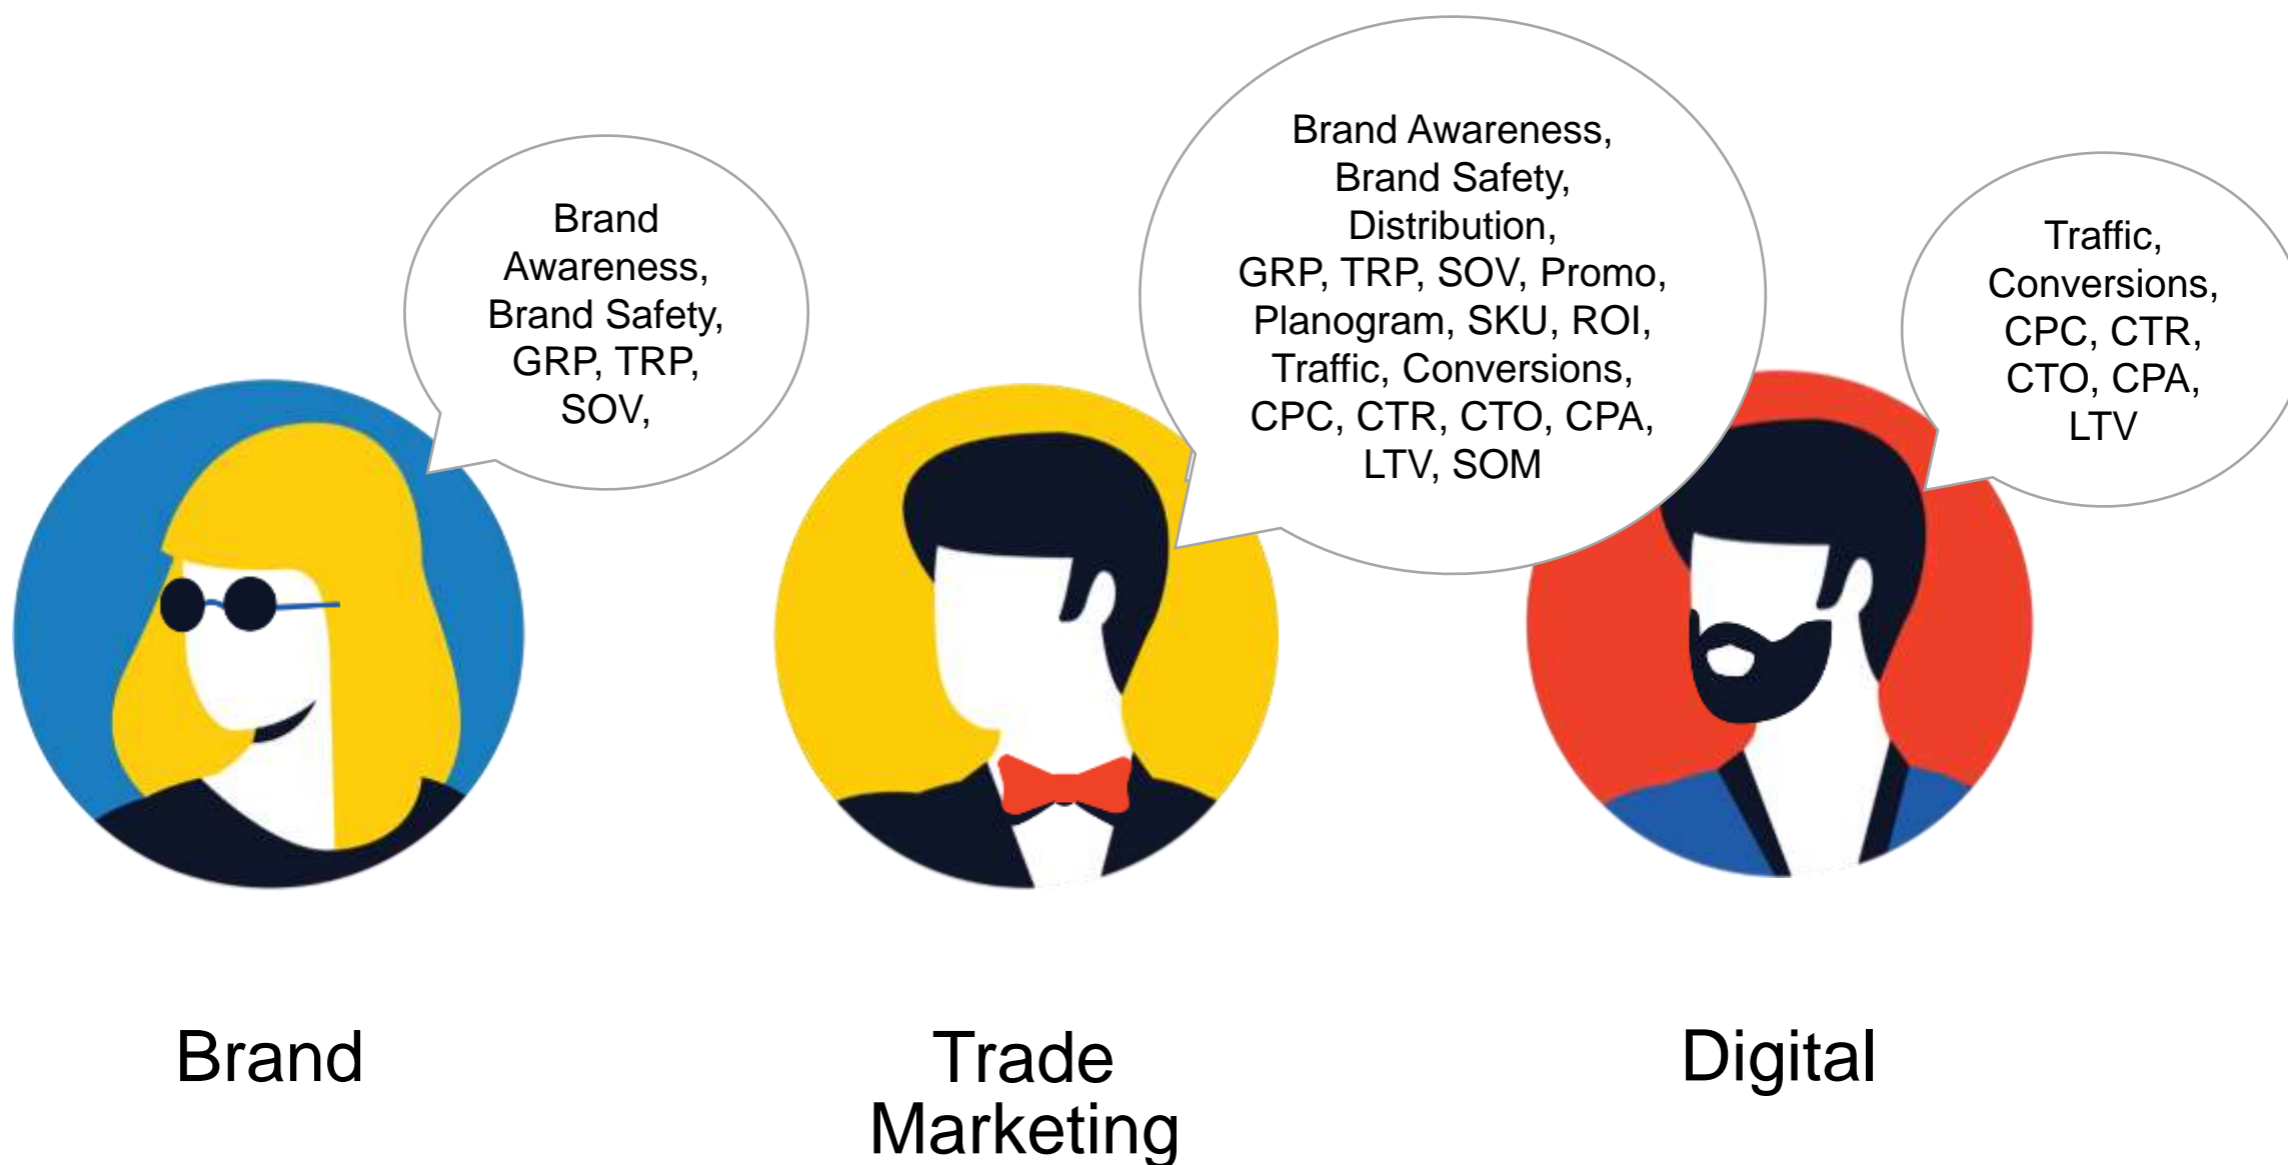 Brand
Awareness,
Brand Safety,
GRP, TRP,
SOV,
Brand Awareness,
Brand Safety,
Distribution,
GRP, TRP, SOV, Promo,
Planogram, SKU, ROI,
Traffic, Conversions,
CPC, CTR, CTO, CPA,
LTV, SOM
Traffic,
Conversions,
CPC, CTR,
CTO, CPA,
LTV
Brand
Trade
Marketing
Digital